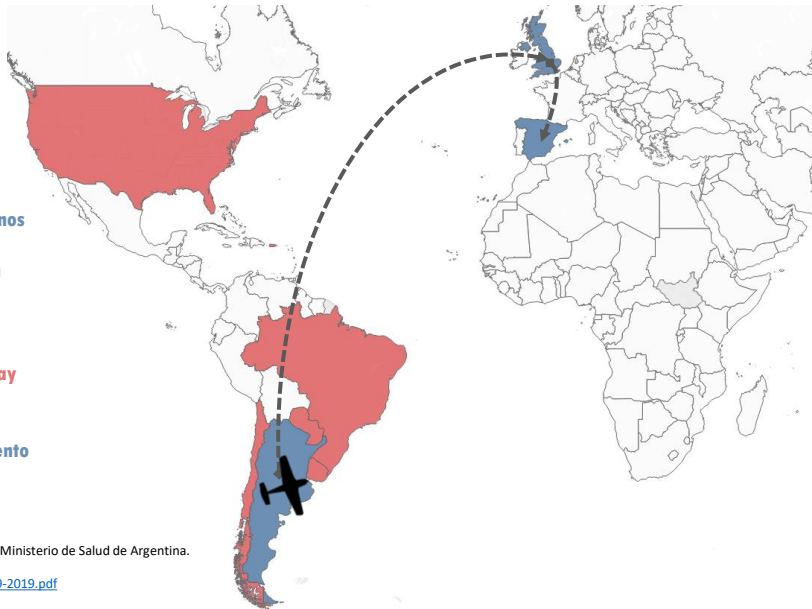 nos
ay
ento
Ministerio de Salud de Argentina.
9-2019.pdf